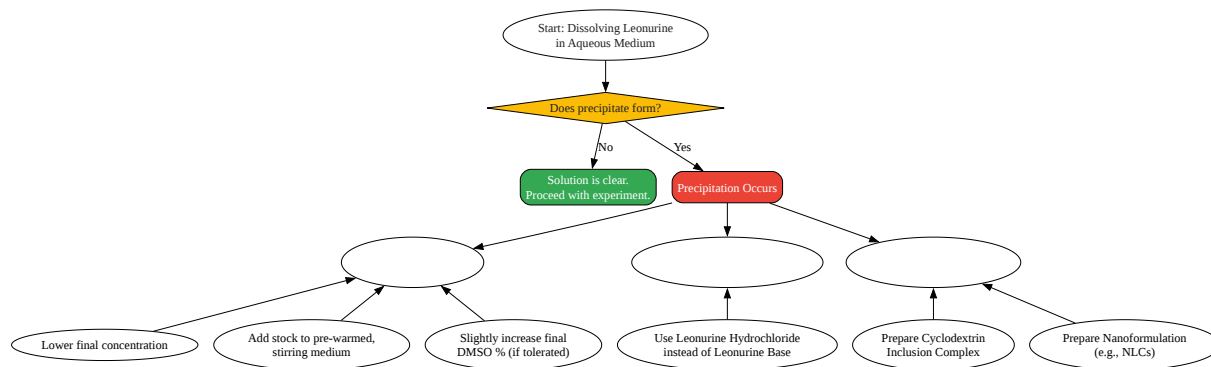 Start: Dissolving Leonurine
in Aqueous Medium
Does precipitate form?
No
Yes
Solution is clear.
Proceed with experiment.
Precipitation Occurs
Lower final concentration
Add stock to pre-warmed,
stirring medium
Slightly increase final
DMSO % (if tolerated)
Use Leonurine Hydrochloride
instead of Leonurine Base
Prepare Cyclodextrin
Inclusion Complex
Prepare Nanoformulation
(e.g., NLCs)